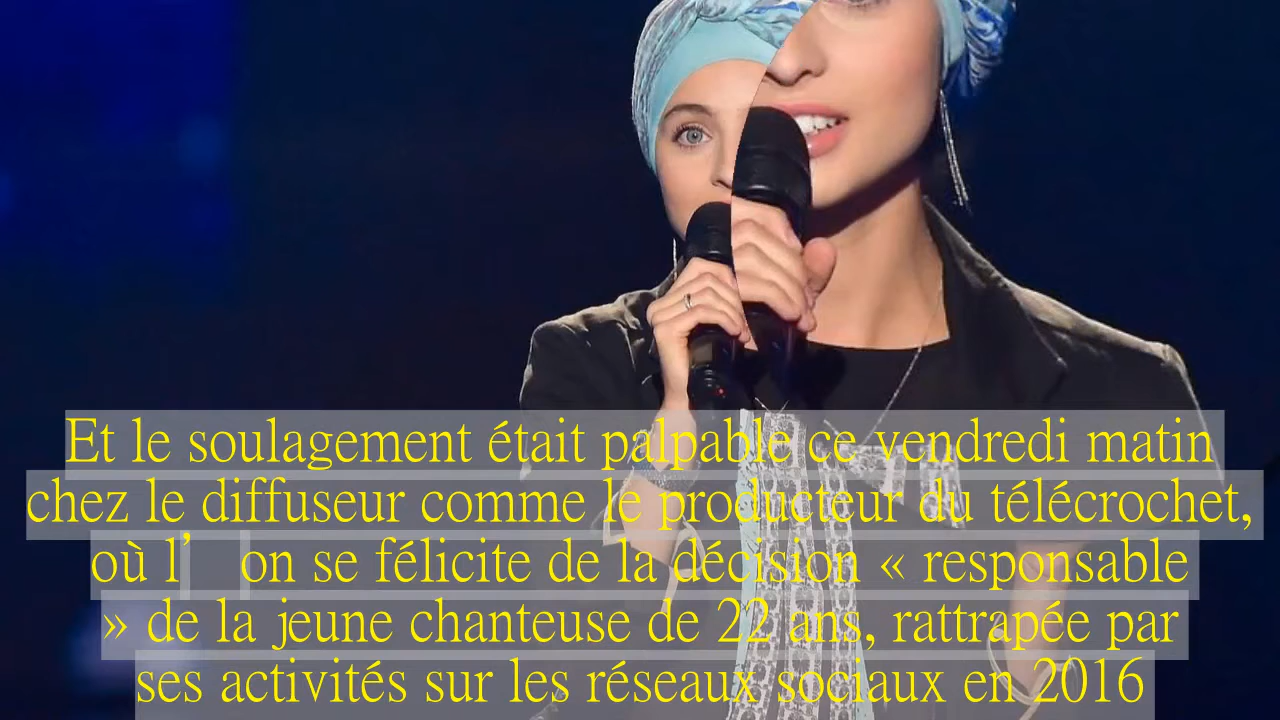 Et le soulagement était palpable ce vendredi matin
chez le diffuseur comme le producteur du télécrochet,
où l’ on se félicite de la décision « responsable
» de la jeune chanteuse de 22 ans, rattrapée par
ses activités sur les réseaux sociaux en 2016